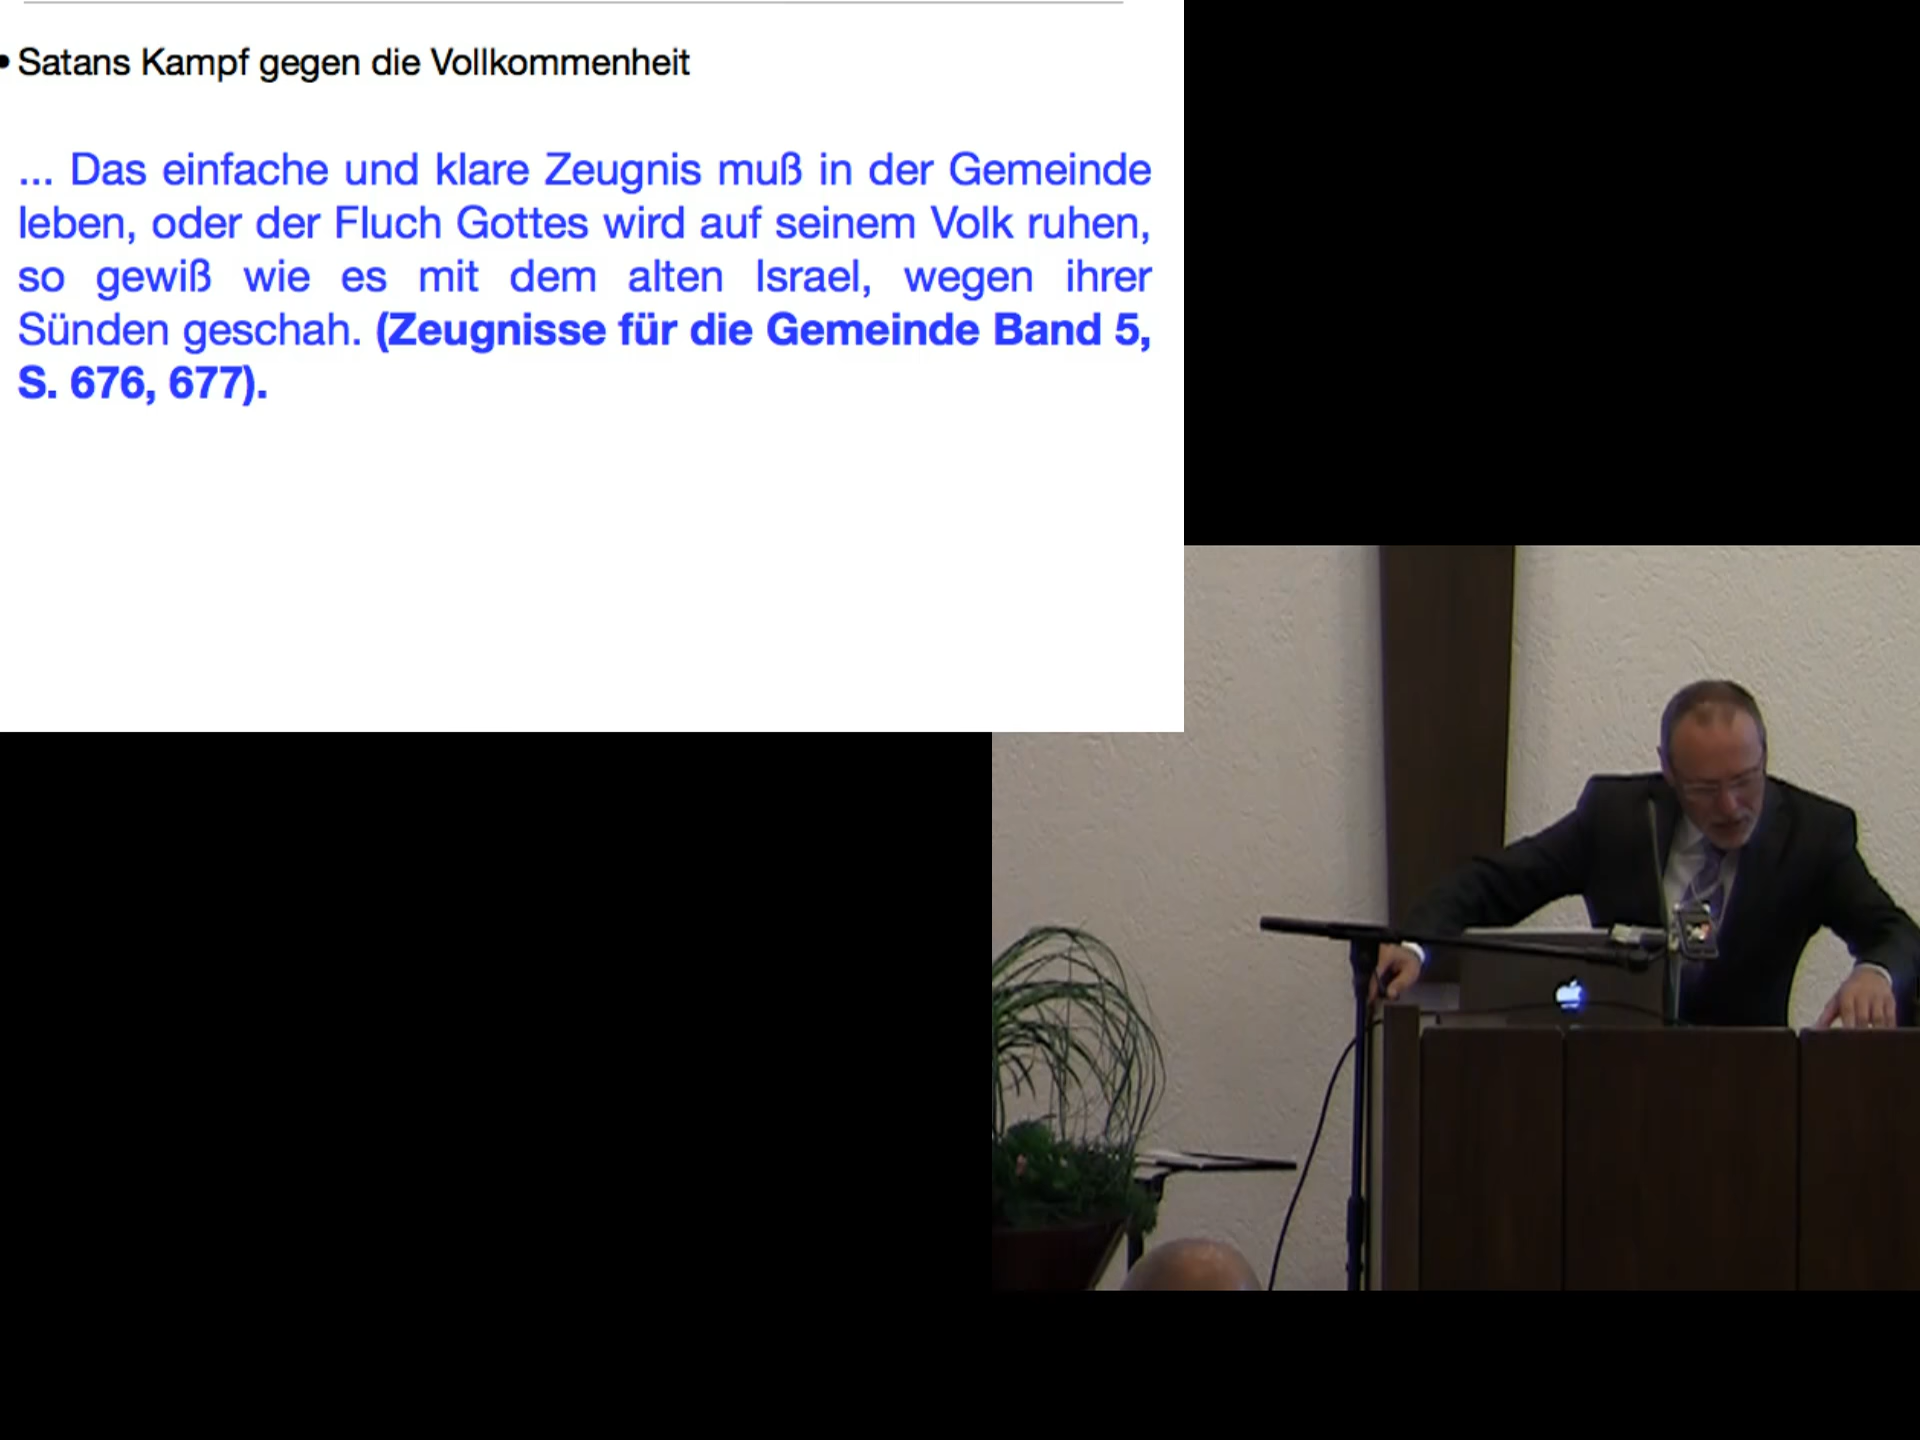 • Satans Kampf gegen die Vollkommenheit
... Das einfache und klare Zeugnis muß in der Gemeinde
leben, oder der Fluch Gottes wird auf seinem Volk ruhen,
so gewiß wie es mit dem alten Israel, wegen ihrer
Sünden geschah. (Zeugnisse für die Gemeinde Band 5,
S. 676, 677).